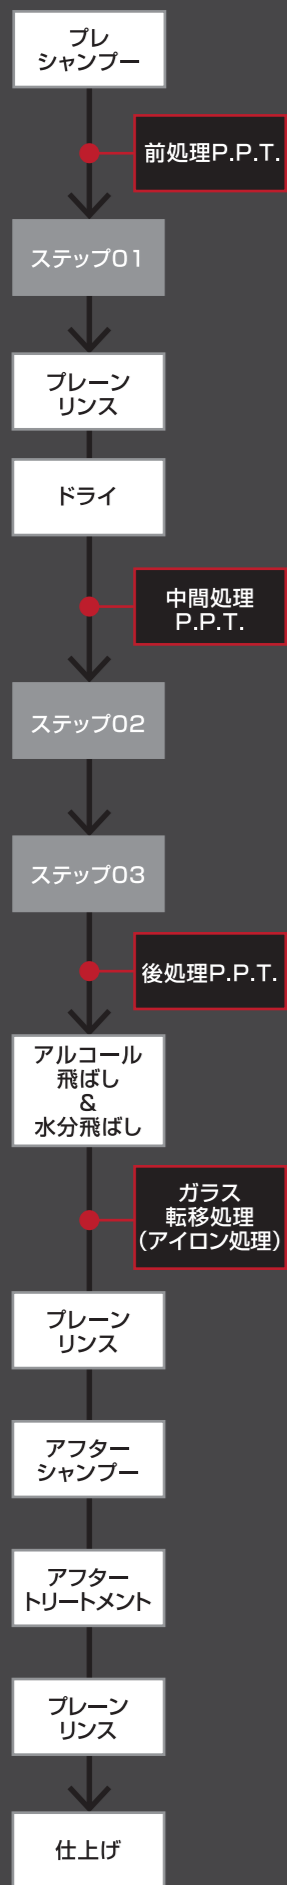 プレ
シャンプー
前処理P.P.T.
ステップ01
プレーン
リンス
ドライ
中間処理
P.P.T.
ステップ02
ステップ03
後処理P.P.T.
アルコール
飛ばし
&
水分飛ばし
ガラス
転移処理
(アイロン処理)
プレーン
リンス
アフター
シャンプー
アフター
トリートメント
プレーン
リンス
仕上げ